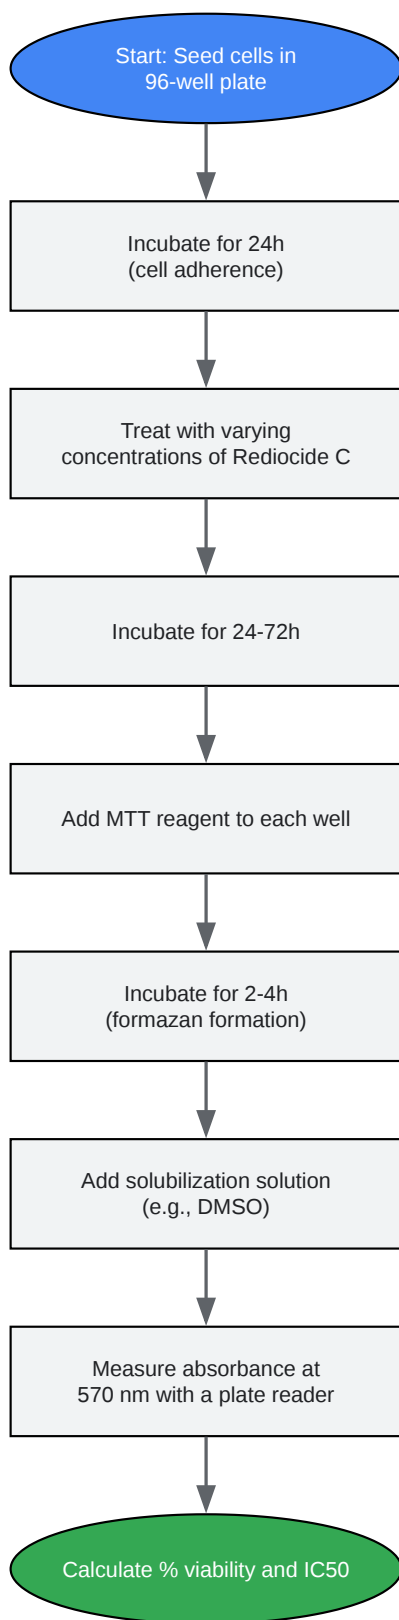 Start: Seed cells in
96-well plate
Incubate for 24h
(cell adherence)
Treat with varying
concentrations of Rediocide C
Incubate for 24-72h
Add MTT reagent to each well
Incubate for 2-4h
(formazan formation)
Add solubilization solution
(e.g., DMSO)
Measure absorbance at
570 nm with a plate reader
Calculate % viability and IC50